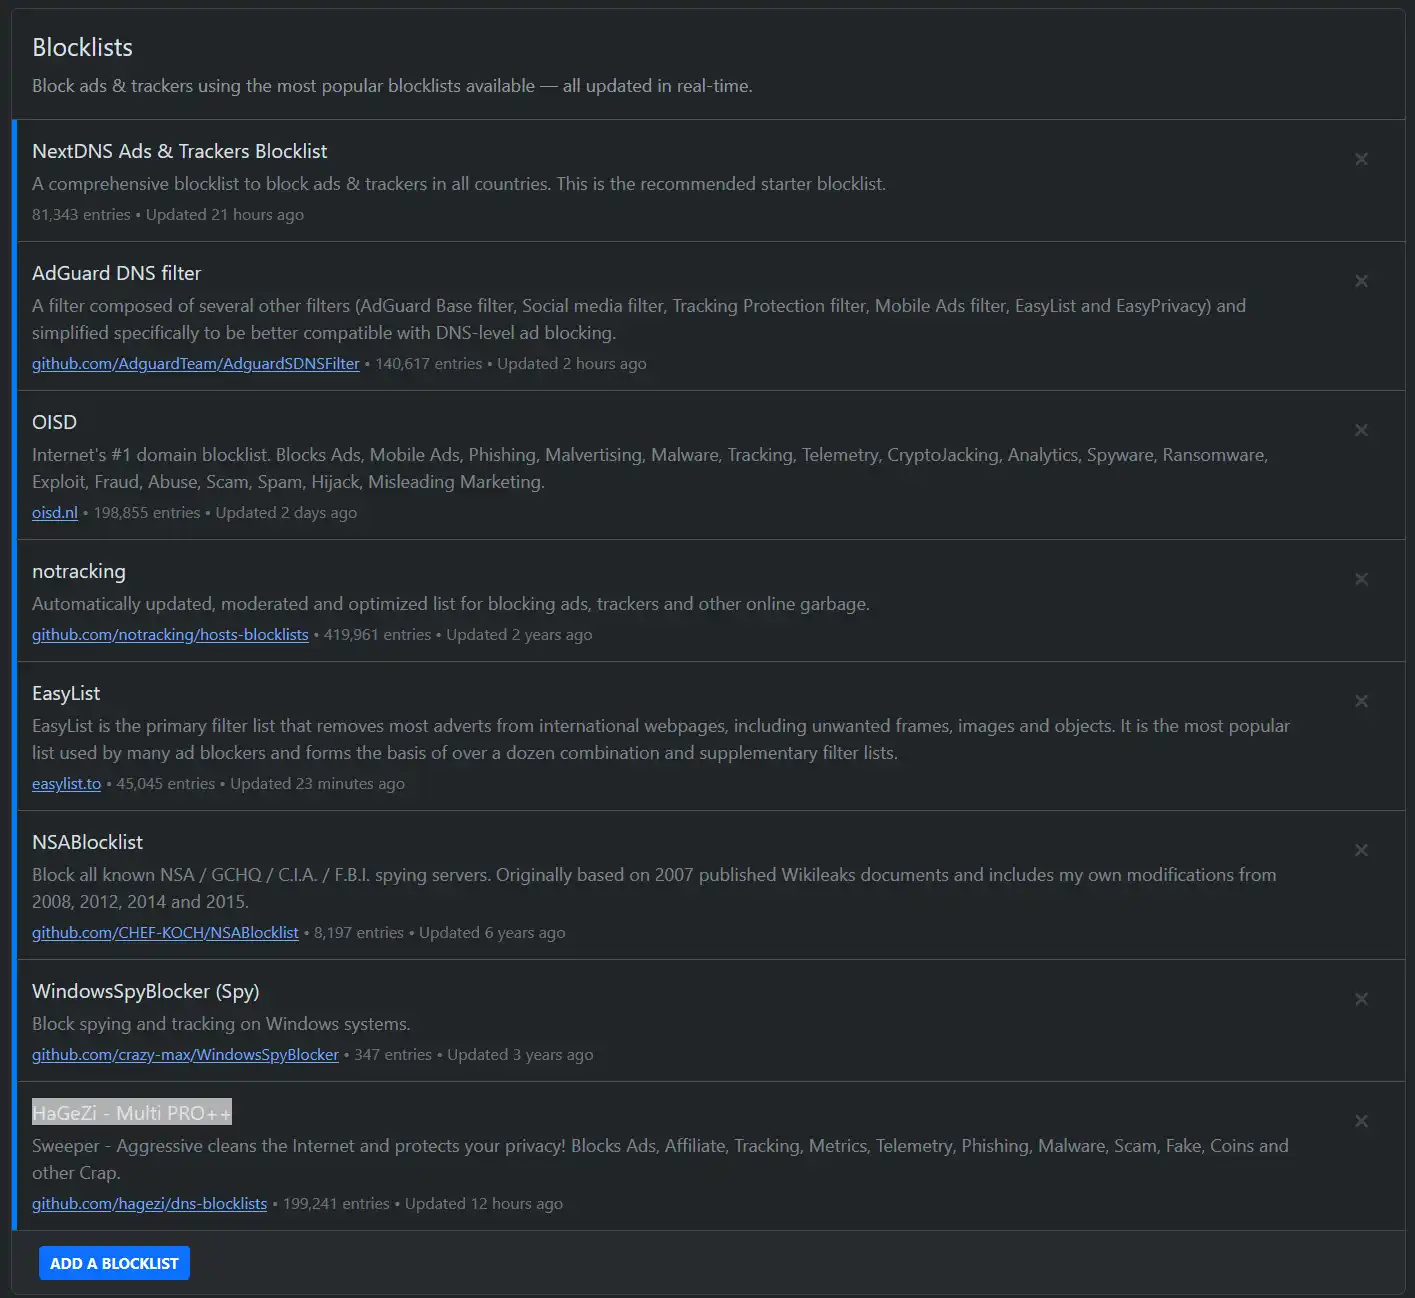 Blocklists
Block ads & trackers using the most popular blocklists available — all updated in real-time.
NextDNS Ads & Trackers Blocklist
A comprehensive blocklist to block ads & trackers in all countries. This is the recommended starter blocklist.
81,343 entries • Updated 21 hours ago
AdGuard DNS filter
A filter composed of several other filters (AdGuard Base filter, Social media filter, Tracking Protection filter, Mobile Ads filter, EasyList and EasyPrivacy) and
simplified specifically to be better compatible with DNS-level ad blocking.
github.com/AdguardTeam/AdguardSDNSFilter • 140,617 entries • Updated 2 hours ago
OISD
Internet's #1 domain blocklist. Blocks Ads, Mobile Ads, Phishing, Malvertising, Malware, Tracking, Telemetry, CryptoJacking, Analytics, Spyware, Ransomware,
Exploit, Fraud, Abuse, Scam, Spam, Hijack, Misleading Marketing.
oisd.nl • 198,855 entries • Updated 2 days ago
notracking
Automatically updated, moderated and optimized list for blocking ads, trackers and other online garbage.
github.com/notracking/hosts-blocklists • 419,961 entries • Updated 2 years ago
EasyList
EasyList is the primary filter list that removes most adverts from international webpages, including unwanted frames, images and objects. It is the most popular
list used by many ad blockers and forms the basis of over a dozen combination and supplementary filter lists.
easylist.to • 45,045 entries • Updated 23 minutes ago
NSABlocklist
Block all known NSA / GCHQ / C.I.A. / F.B.I. spying servers. Originally based on 2007 published Wikileaks documents and includes my own modifications from
2008, 2012, 2014 and 2015.
github.com/CHEF-KOCH/NSABlocklist • 8,197 entries • Updated 6 years ago
WindowsSpyBlocker (Spy)
Block spying and tracking on Windows systems.
github.com/crazy-max/WindowsSpyBlocker • 347 entries • Updated 3 years ago
HaGeZi - Multi PRO++
Sweeper - Aggressive cleans the Internet and protects your privacy! Blocks Ads, Affiliate, Tracking, Metrics, Telemetry, Phishing, Malware, Scam, Fake, Coins and
other Crap.
github.com/hagezi/dns-blocklists • 199,241 entries • Updated 12 hours ago
ADD A BLOCKLIST